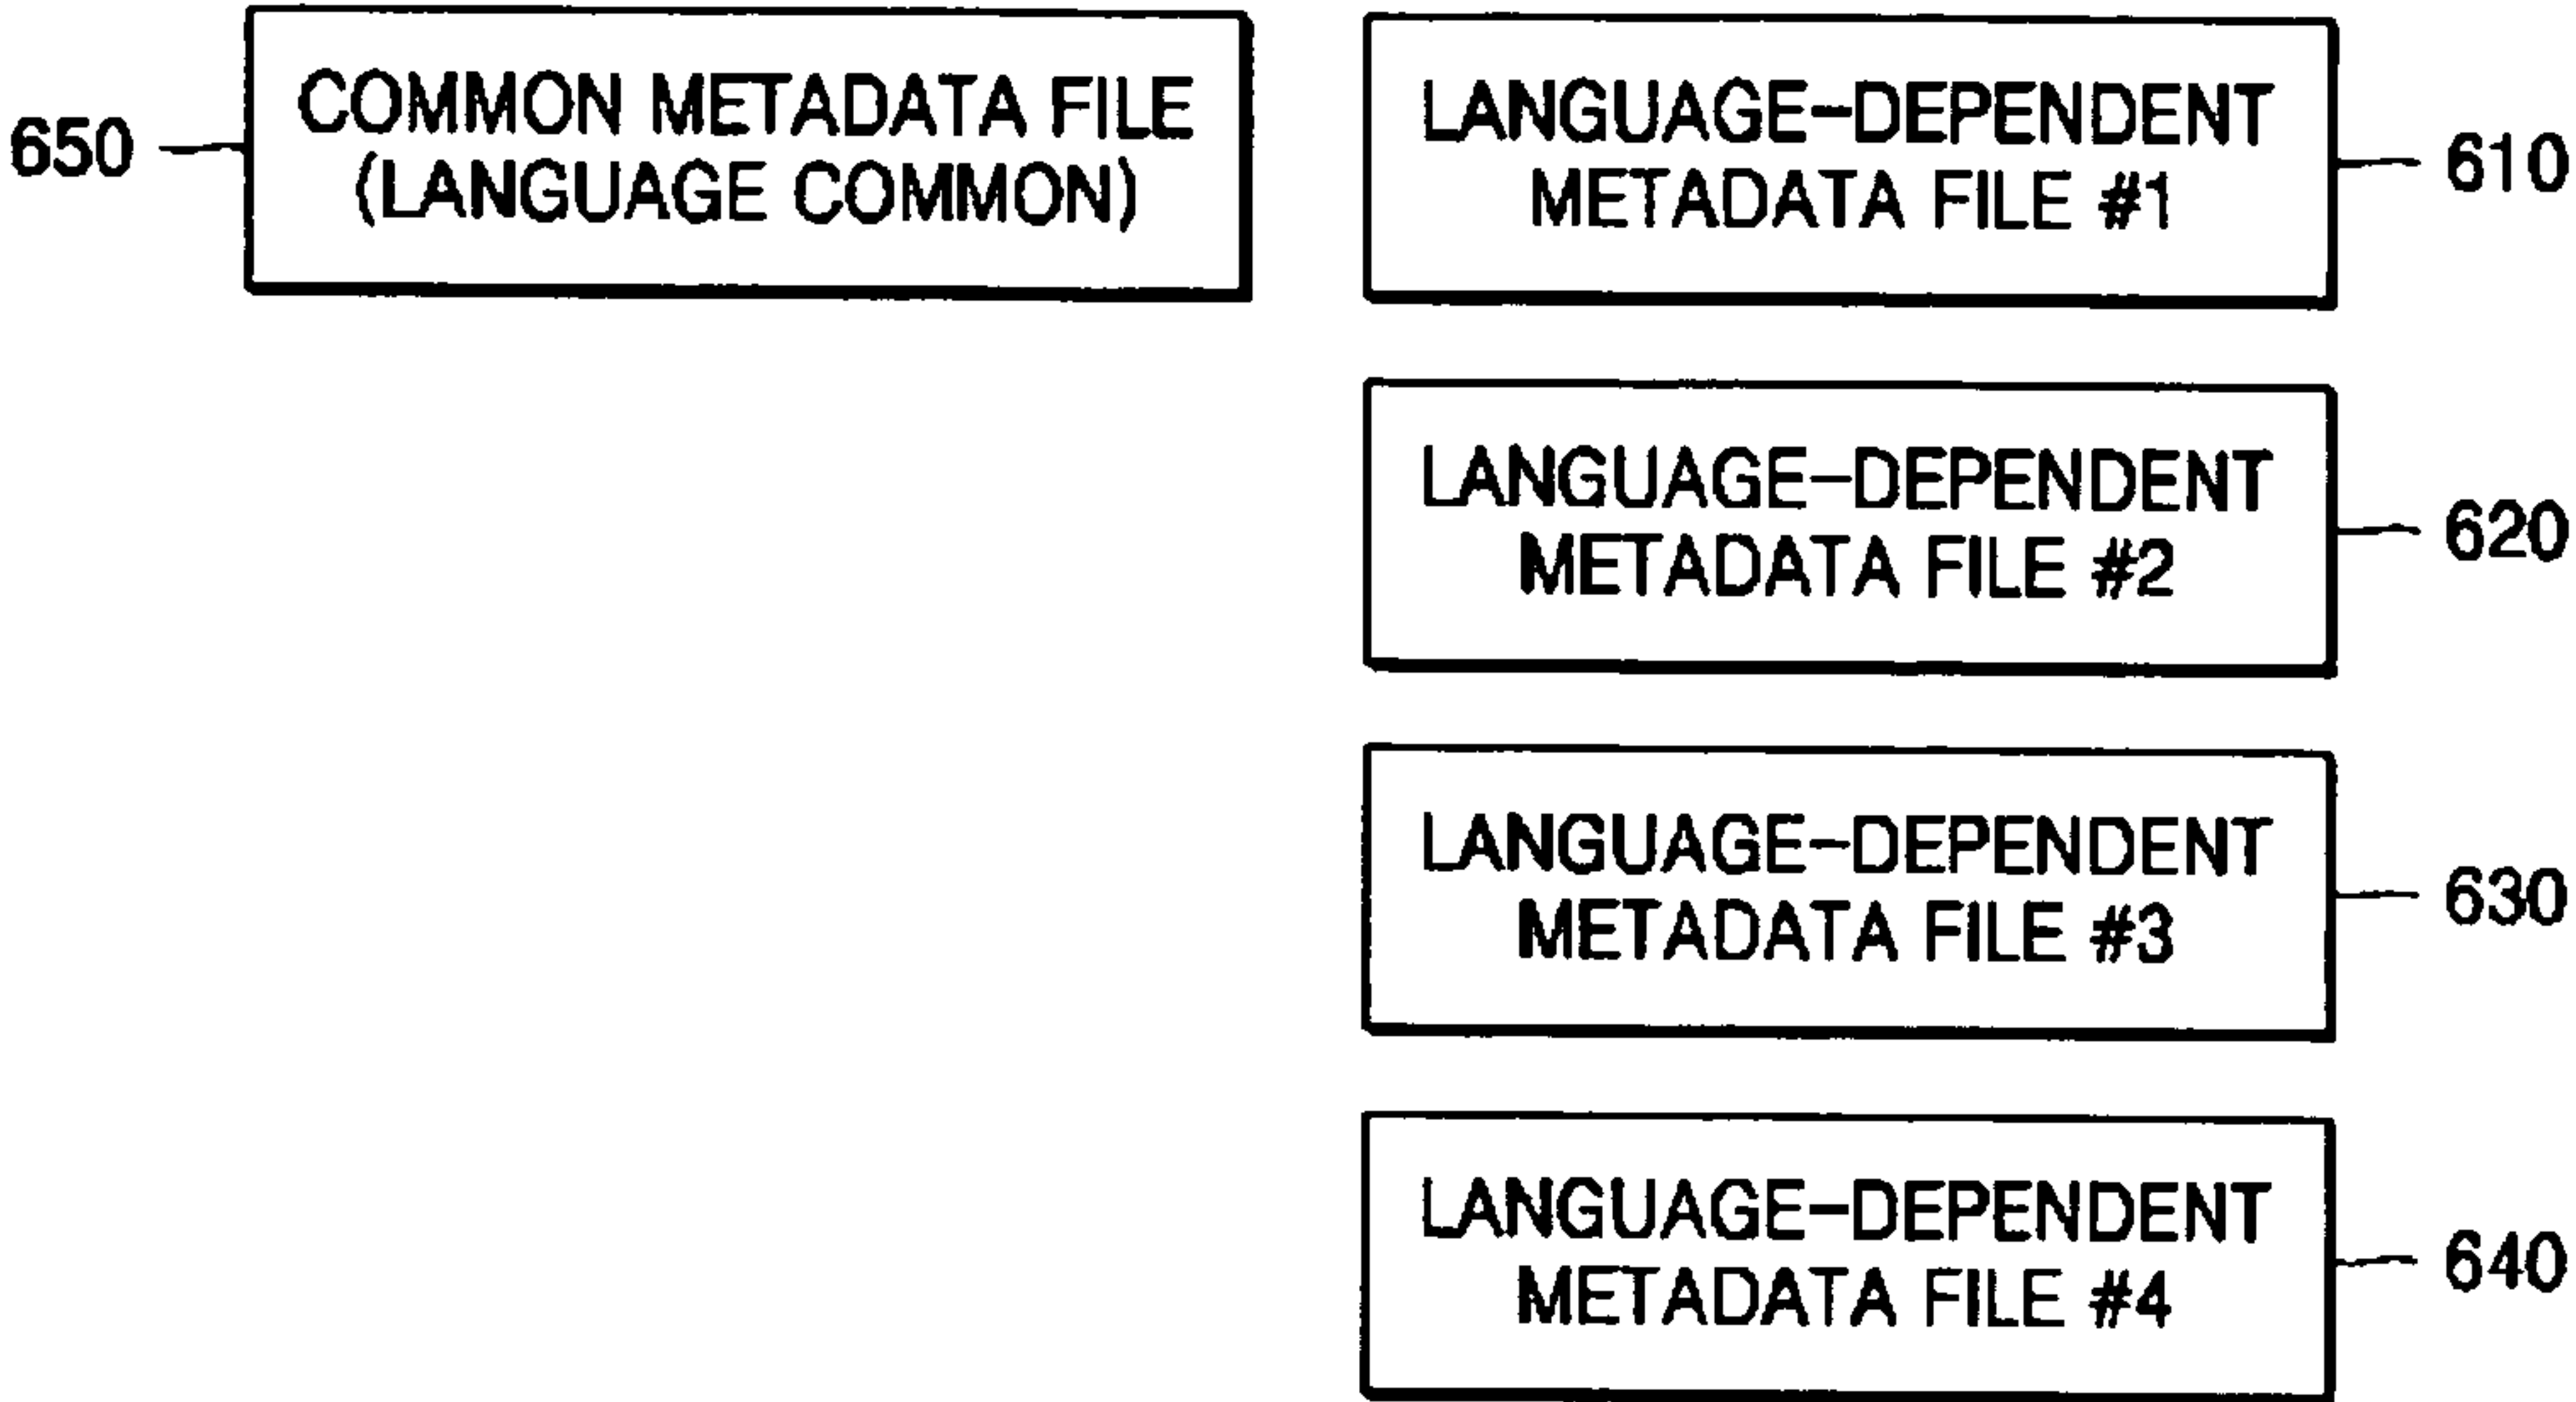 650
COMMON METADATA FILE
(LANGUAGE COMMON)
LANGUAGE-DEPENDENT
METADATA FILE #1
610
LANGUAGE-DEPENDENT
METADATA FILE #2
620
LANGUAGE-DEPENDENT
METADATA FILE #3
630
LANGUAGE-DEPENDENT
METADATA FILE #4
640